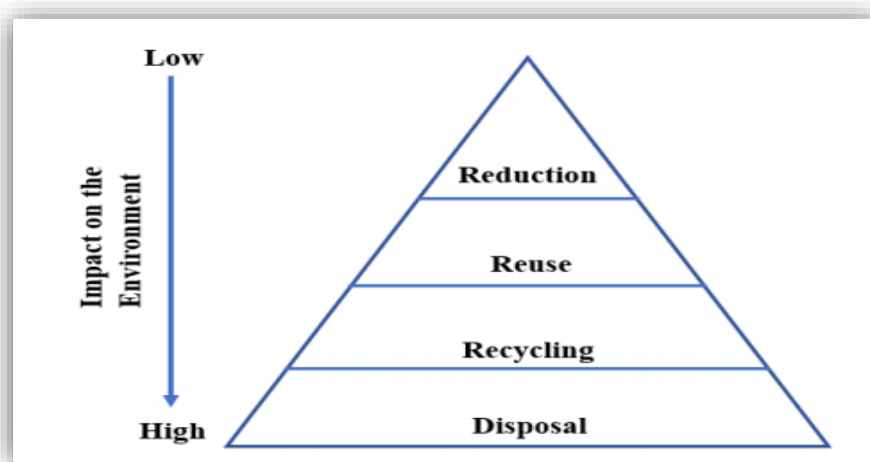 Low
Impact on the
Environment
High
Reduction
Reuse
Recycling
Disposal